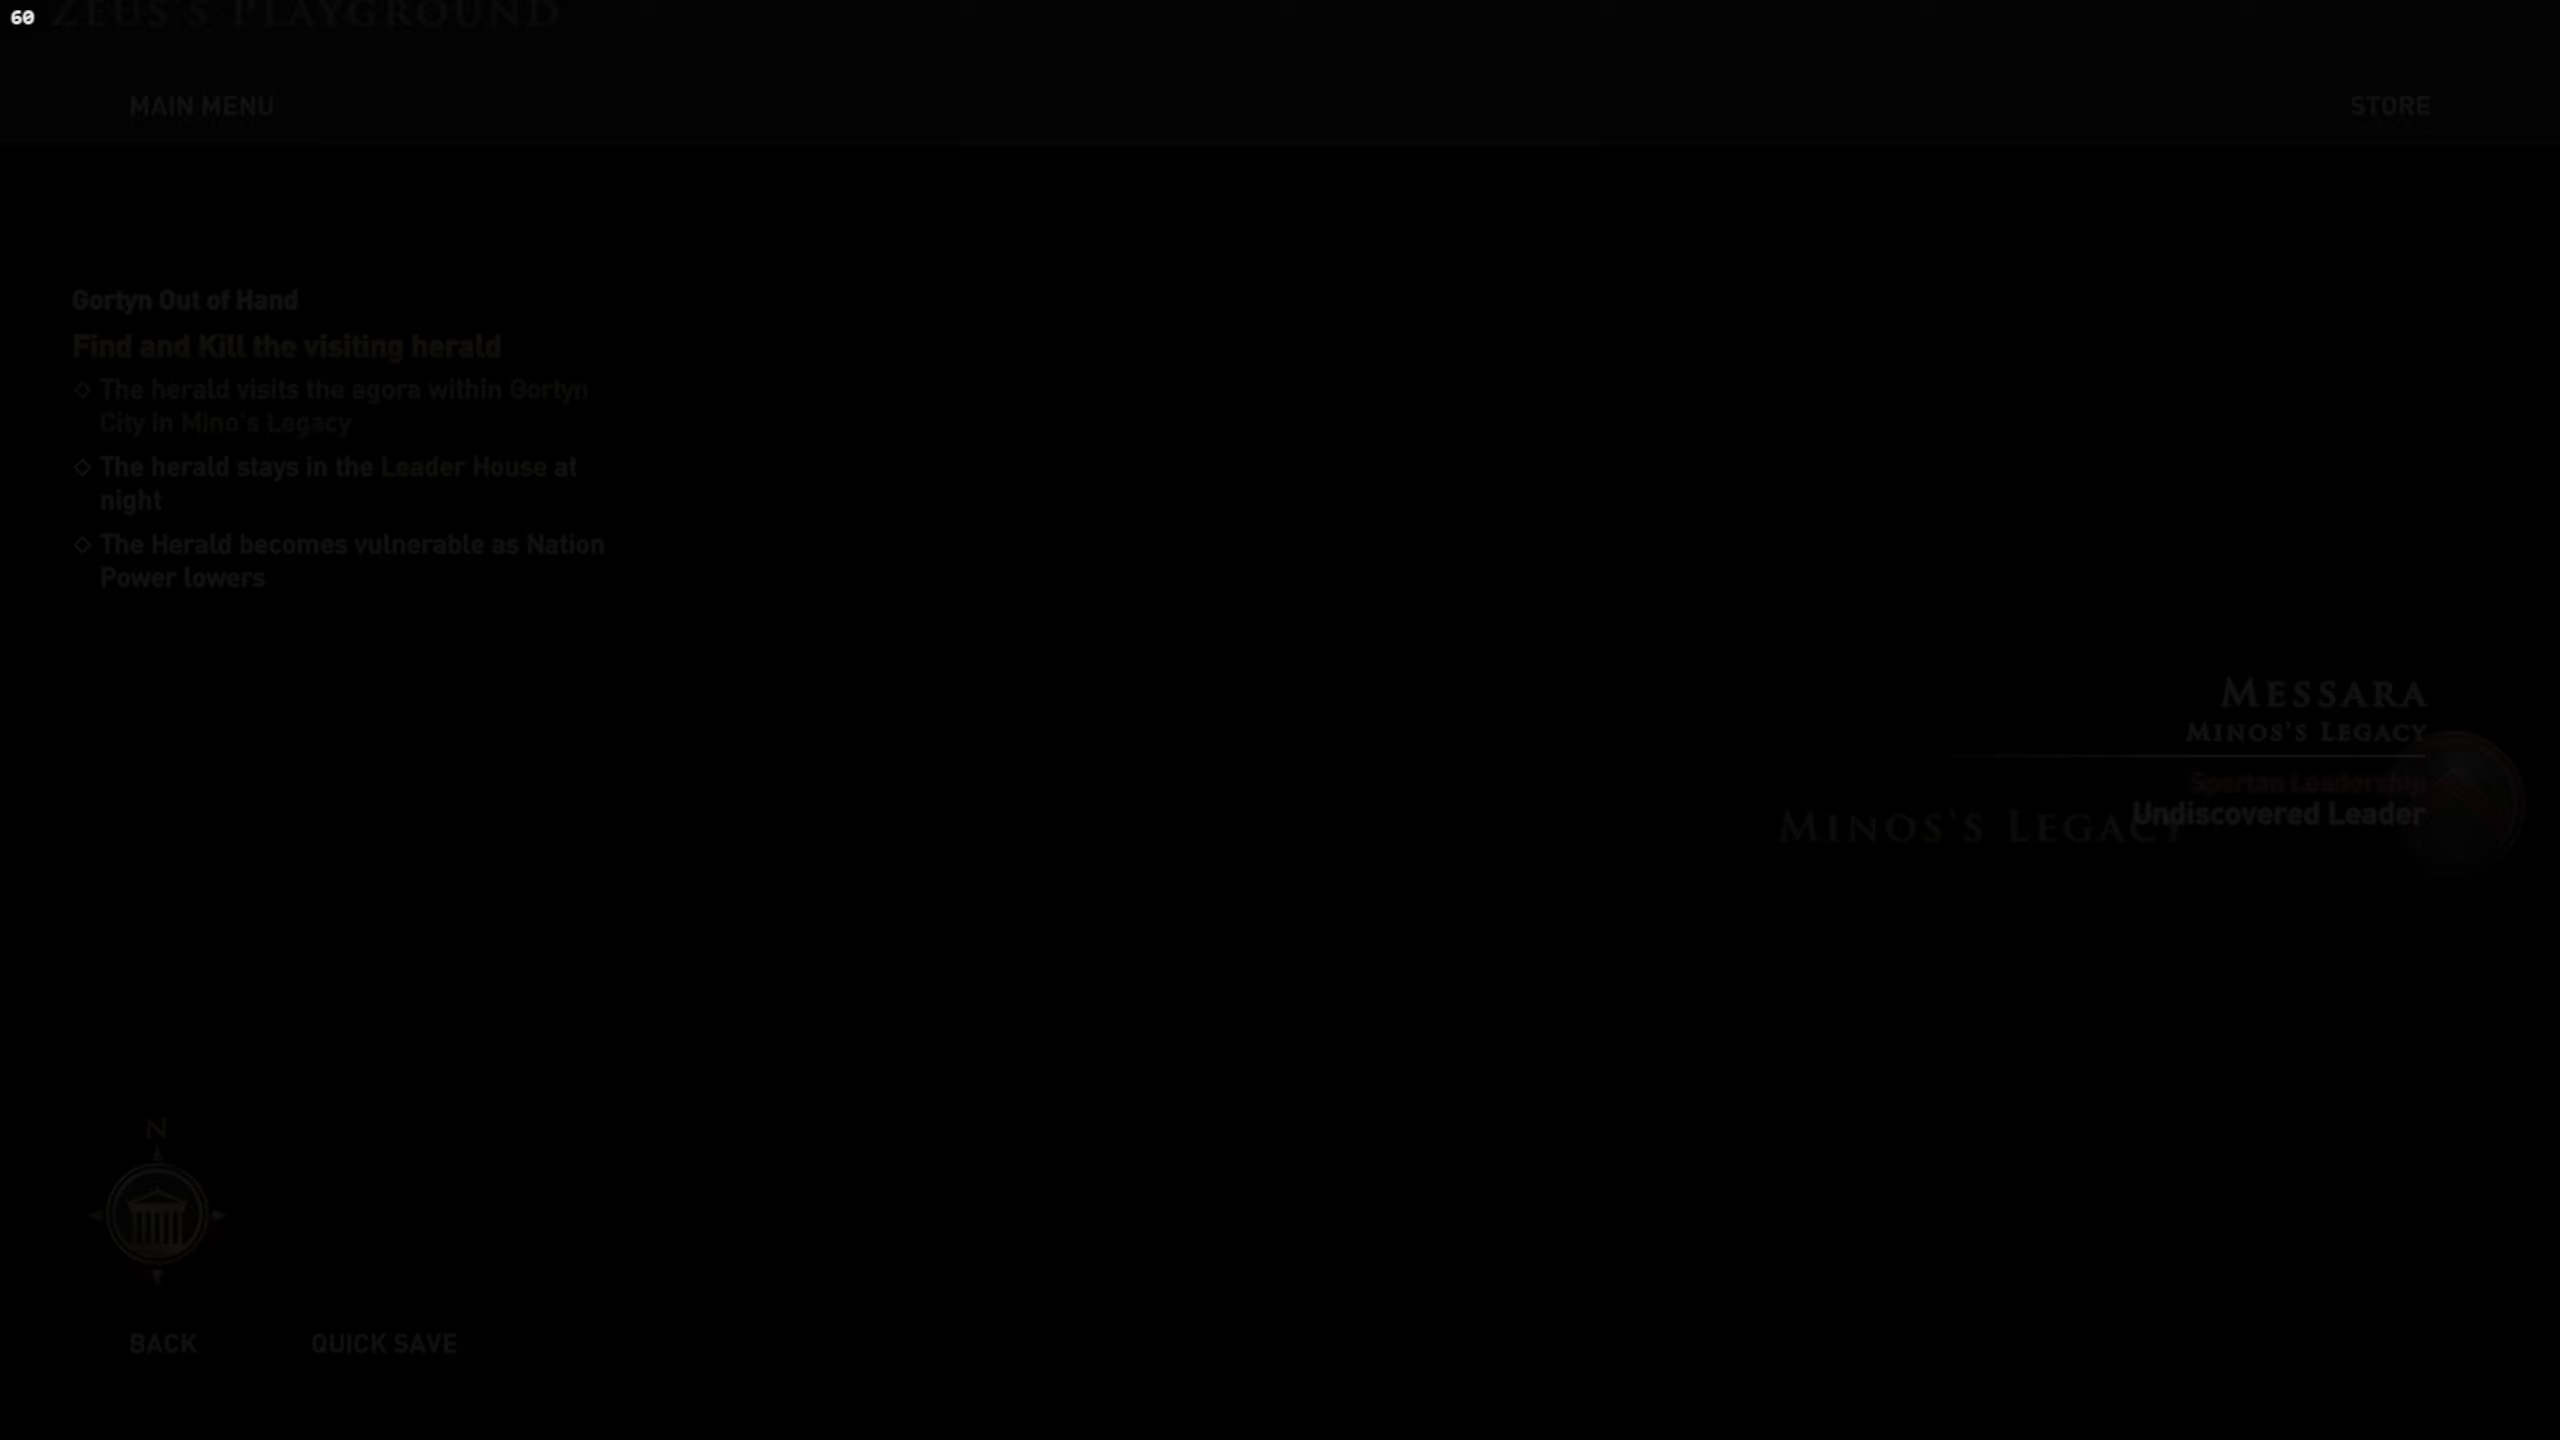 60
ZEUS'S PLAYGROUND
MAIN MENU
STORE
Gortyn Out of Hand
Find and Kill the visiting herald
The herald visits the agora within Gortyn
City in Mino's Legacy
The herald stays in the Leader House at
night
The Herald becomes vulnerable as Nation
Power lowers
MESSARA
MINOS'S LEGACY
Spartan Leadership
Undiscovered Leader
MINOS'S LEGACY
N
BACK
QUICK SAVE